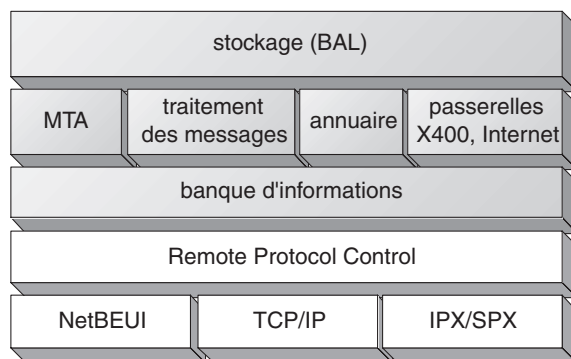 stockage (BAL)
MTA
traitement
des messages
annuaire
passerelles
X400, Internet
banque d'informations
Remote Protocol Control
NetBEUI
TCP/IP
IPX/SPX